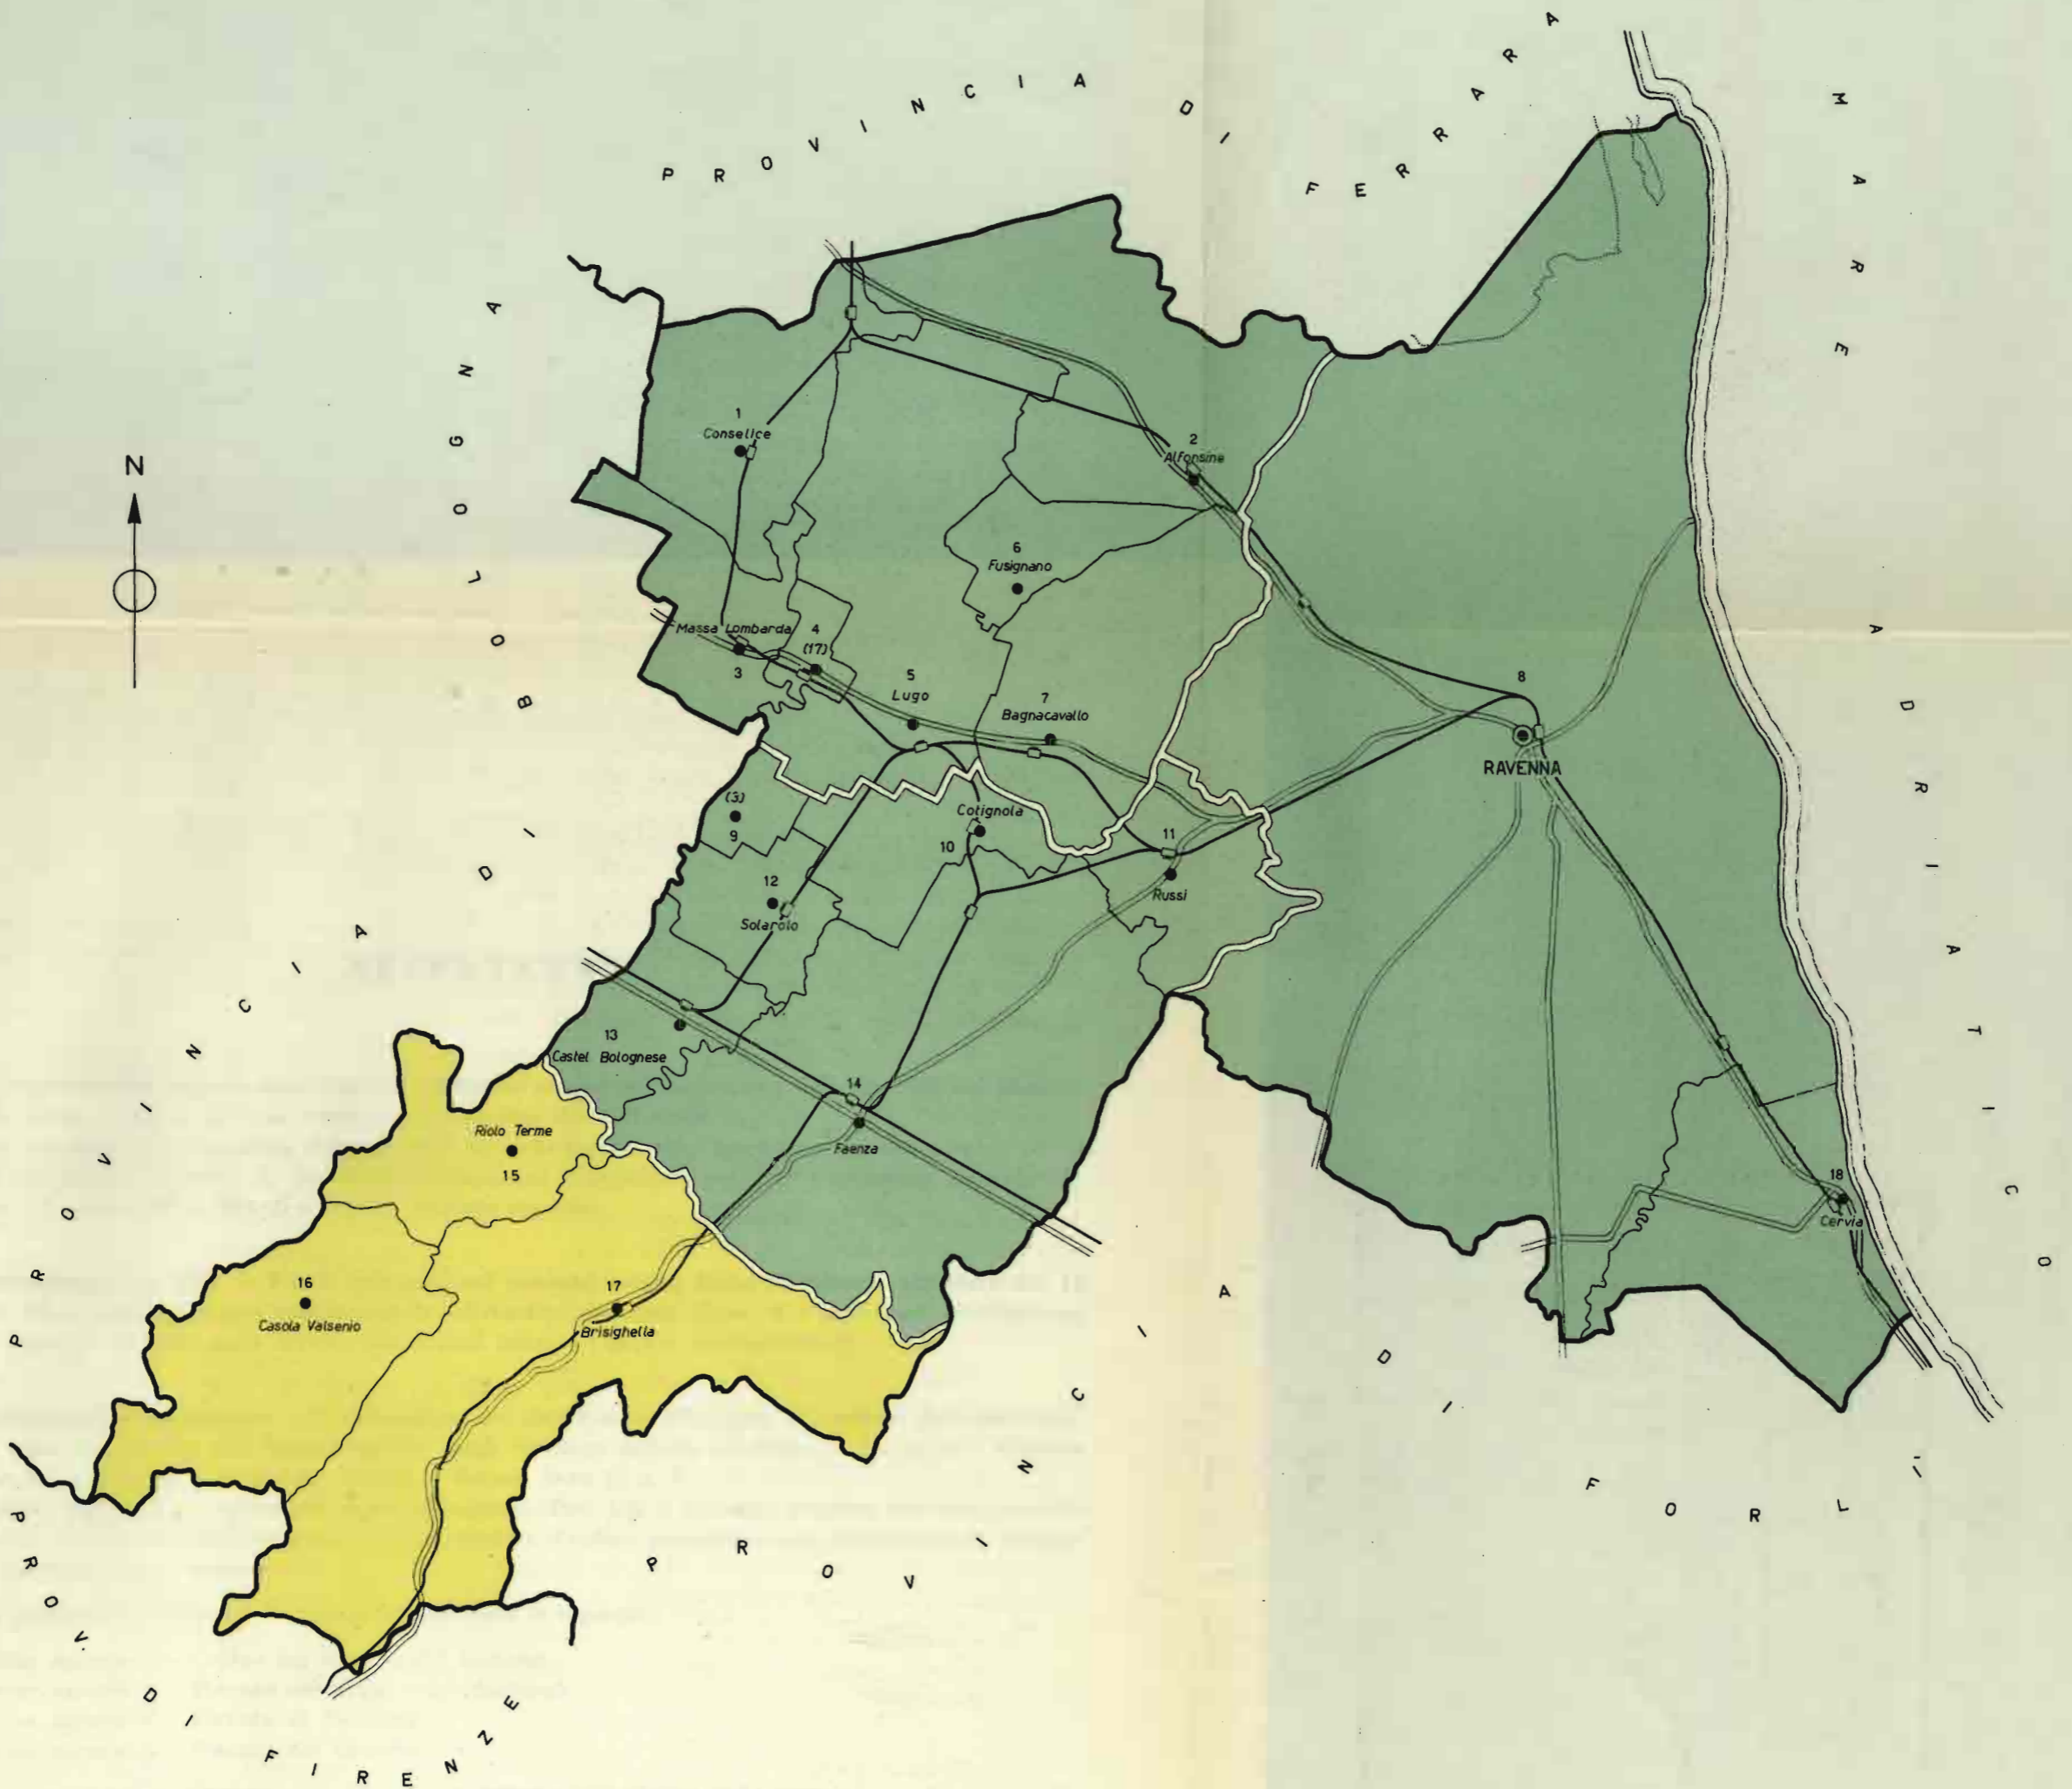 PROVINCIA DI FERRARA
MARE ADRIATICO
PROVINCIA DI BOLOGNA
N
1
Conselice
2
Alfonsine
6
Fusignano
Massa Lombarda
3
4
(17)
5
Lugo
7
Bagnacavallo
8
RAVENNA
(3)
9
Cotignola
10
11
Russi
12
Solarolo
13
Castel Bolognese
14
Faenza
Riolo Terme
15
16
Casola Valsenio
17
Brisighella
18
Cervia
PROVINCIA DI FORLÌ
PROV. DI FIRENZE